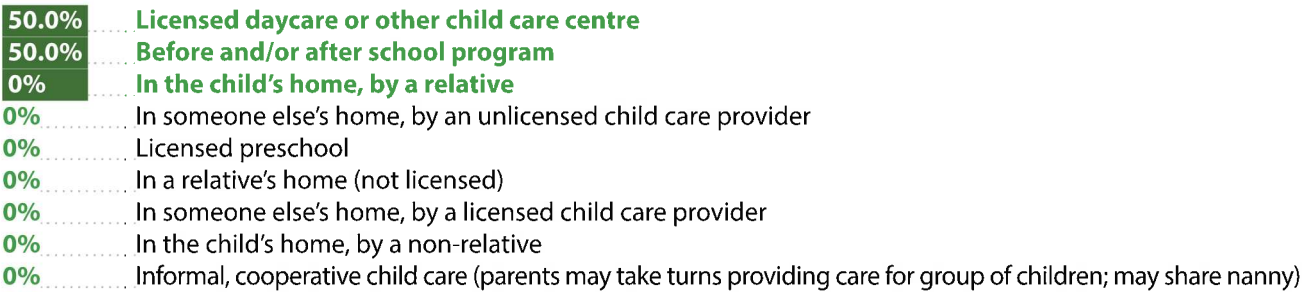 50.0% Licensed daycare or other child care centre
50.0% Before and/or after school program
0% In the child’s home, by a relative
0% In someone else’s home, by an unlicensed child care provider
0% Licensed preschool
0% In a relative’s home (not licensed)
0% In someone else’s home, by a licensed child care provider
0% In the child’s home, by a non-relative
0% Informal, cooperative child care (parents may take turns providing care for group of children; may share nanny)